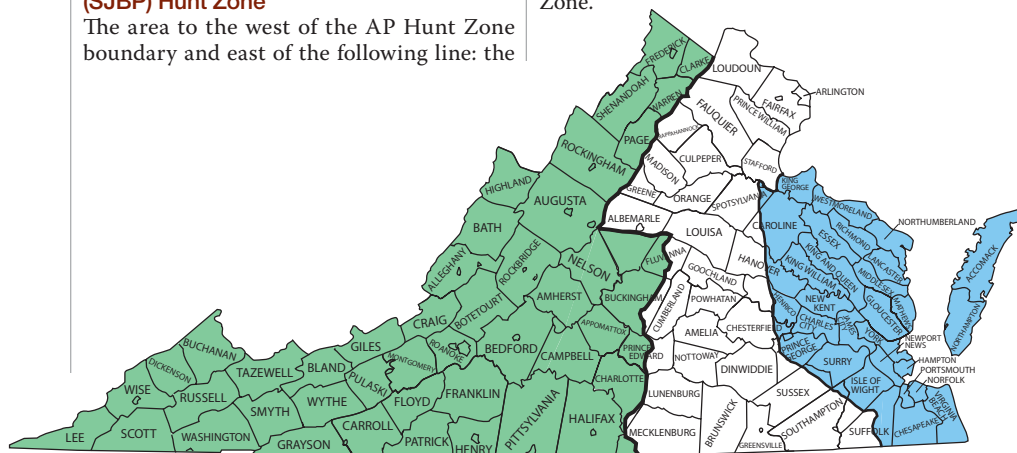 (SJBP) Hunt Zone
The area to the west of the AP Hunt Zone
boundary and east of the following line: the
Zone.
FREDERICK
CLARKE
LOUDOUN
SHENANDOAH
WARREN
ARLINGTON
FAIRFAX
FAUQUIER
PRINCE WILLIAM
PAGE
RAPPAHANNOCK
ROCKINGHAM
CULPEPER
STAFFORD
MADISON
HIGHLAND
KING
GEORGE
GREENE
ORANGE
AUGUSTA
SPOTSYLVANIA
WESTMORELAND
ALBEMARLE
NORTHUMBERLAND
BATH
LOUISA
CAROLINE
RICHMOND
ESSEX
ACCOMACK
ROCKBRIDGE
NELSON
FLUVANNA
HANOVER
KING AND QUEEN
LANCASTER
ALLEGHANY
GOOCHLAND
KING WILLIAM
MIDDLESEX
AMHERST
BUCKINGHAM
CUMBERLAND
POWHATAN
HENRICO
NEW
KENT
GLOUCESTER
MATHEWS
NORTHAMPTON
BOTETOURT
CRAIG
APPOMATTOX
AMELIA
CHESTERFIELD
CHARLES
CITY
JAMES
CITY
YORK
ROANOKE
BEDFORD
CAMPBELL
PRINCE
EDWARD
NOTTOWAY
PRINCE
GEORGE
NEWPORT
NEWS
BUCHANAN
GILES
MONTGOMERY
DINWIDDIE
SURRY
HAMPTON
DICKENSON
TAZEWELL
BLAND
CHARLOTTE
PORTSMOUTH
NORFOLK
WISE
RUSSELL
PULASKI
FLOYD
FRANKLIN
LUNENBURG
SUSSEX
ISLE OF
WIGHT
SMYTH
WYTHE
PITTSYLVANIA
HALIFAX
BRUNSWICK
SOUTHAMPTON
VIRGINIA
BEACH
LEE
SCOTT
WASHINGTON
GRAYSON
CARROLL
PATRICK
HENRY
MECKLENBURG
GREENSVILLE
SUFFOLK
CHESAPEAKE